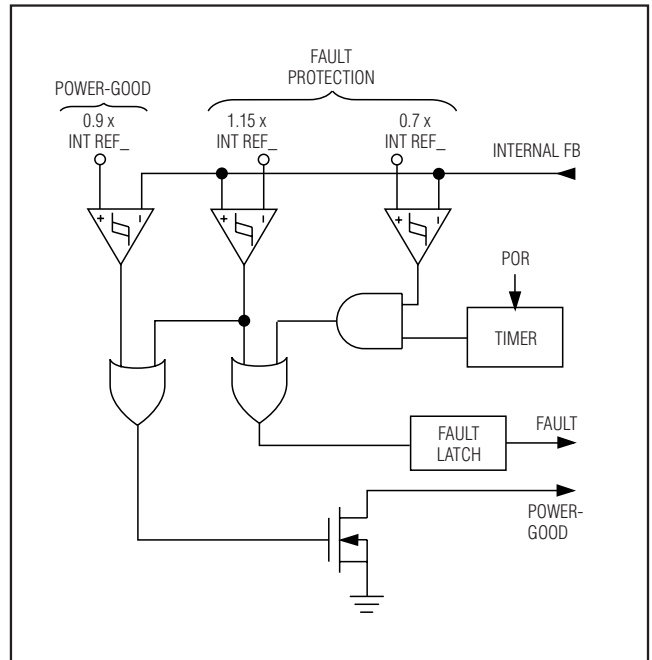 FAULT
PROTECTION
POWER-GOOD
0.9 x
INT REF_
1.15 x
INT REF_
0.7 x
INT REF_
INTERNAL FB
+ -
+ -
+ -
POR
TIMER
FAULT
LATCH
FAULT
POWER-
GOOD